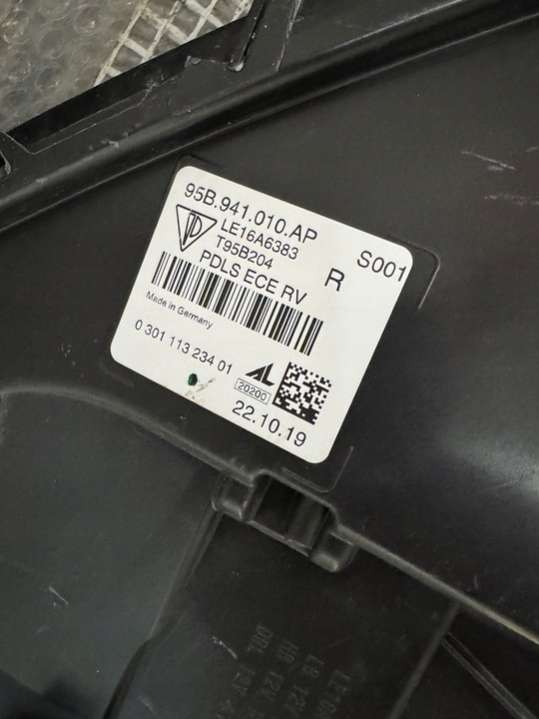 95B.941.010.AP
LE16A6383
T95B204
PDLS ECE RV
R
S001
Made in Germany
0 301 113 234 01
AL
20200
22.10.19